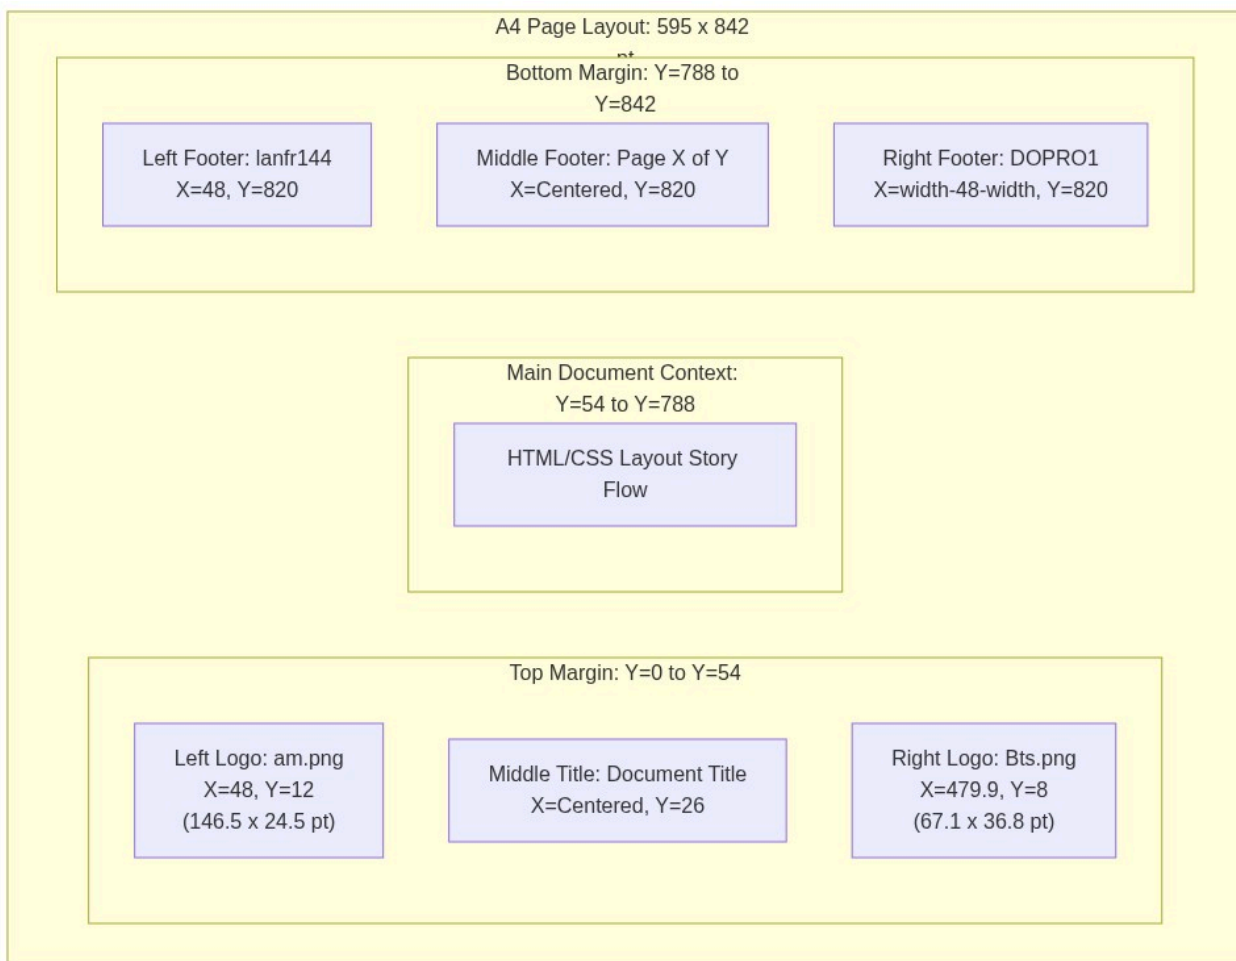 A4 Page Layout: 595 x 842
pt
Bottom Margin: Y=788 to
Y=842
Left Footer: lanfr144
X=48, Y=820
Middle Footer: Page X of Y
X=Centered, Y=820
Right Footer: DOPRO1
X=width-48-width, Y=820
Main Document Context:
Y=54 to Y=788
HTML/CSS Layout Story
Flow
Top Margin: Y=0 to Y=54
Left Logo: am.png
X=48, Y=12
(146.5 x 24.5 pt)
Middle Title: Document Title
X=Centered, Y=26
Right Logo: Bts.png
X=479.9, Y=8
(67.1 x 36.8 pt)